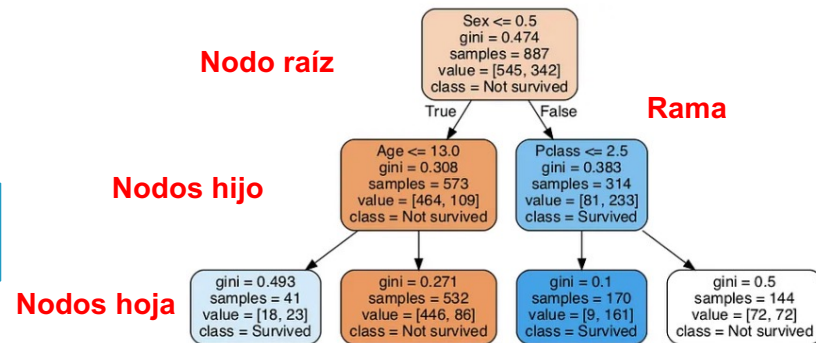 Sex <= 0.5
gini = 0.474
samples = 887
value = [545, 342]
class = Not survived
Nodo raíz
True
False
Rama
Age <= 13.0
gini = 0.308
samples = 573
value = [464, 109]
class = Not survived
Pclass <= 2.5
gini = 0.383
samples = 314
value = [81, 233]
class = Survived
Nodos hijo
Nodos hoja
gini = 0.493
samples = 41
value = [18, 23]
class = Survived
gini = 0.271
samples = 532
value = [446, 86]
class = Not survived
gini = 0.1
samples = 170
value = [9, 161]
class = Survived
gini = 0.5
samples = 144
value = [72, 72]
class = Not survived